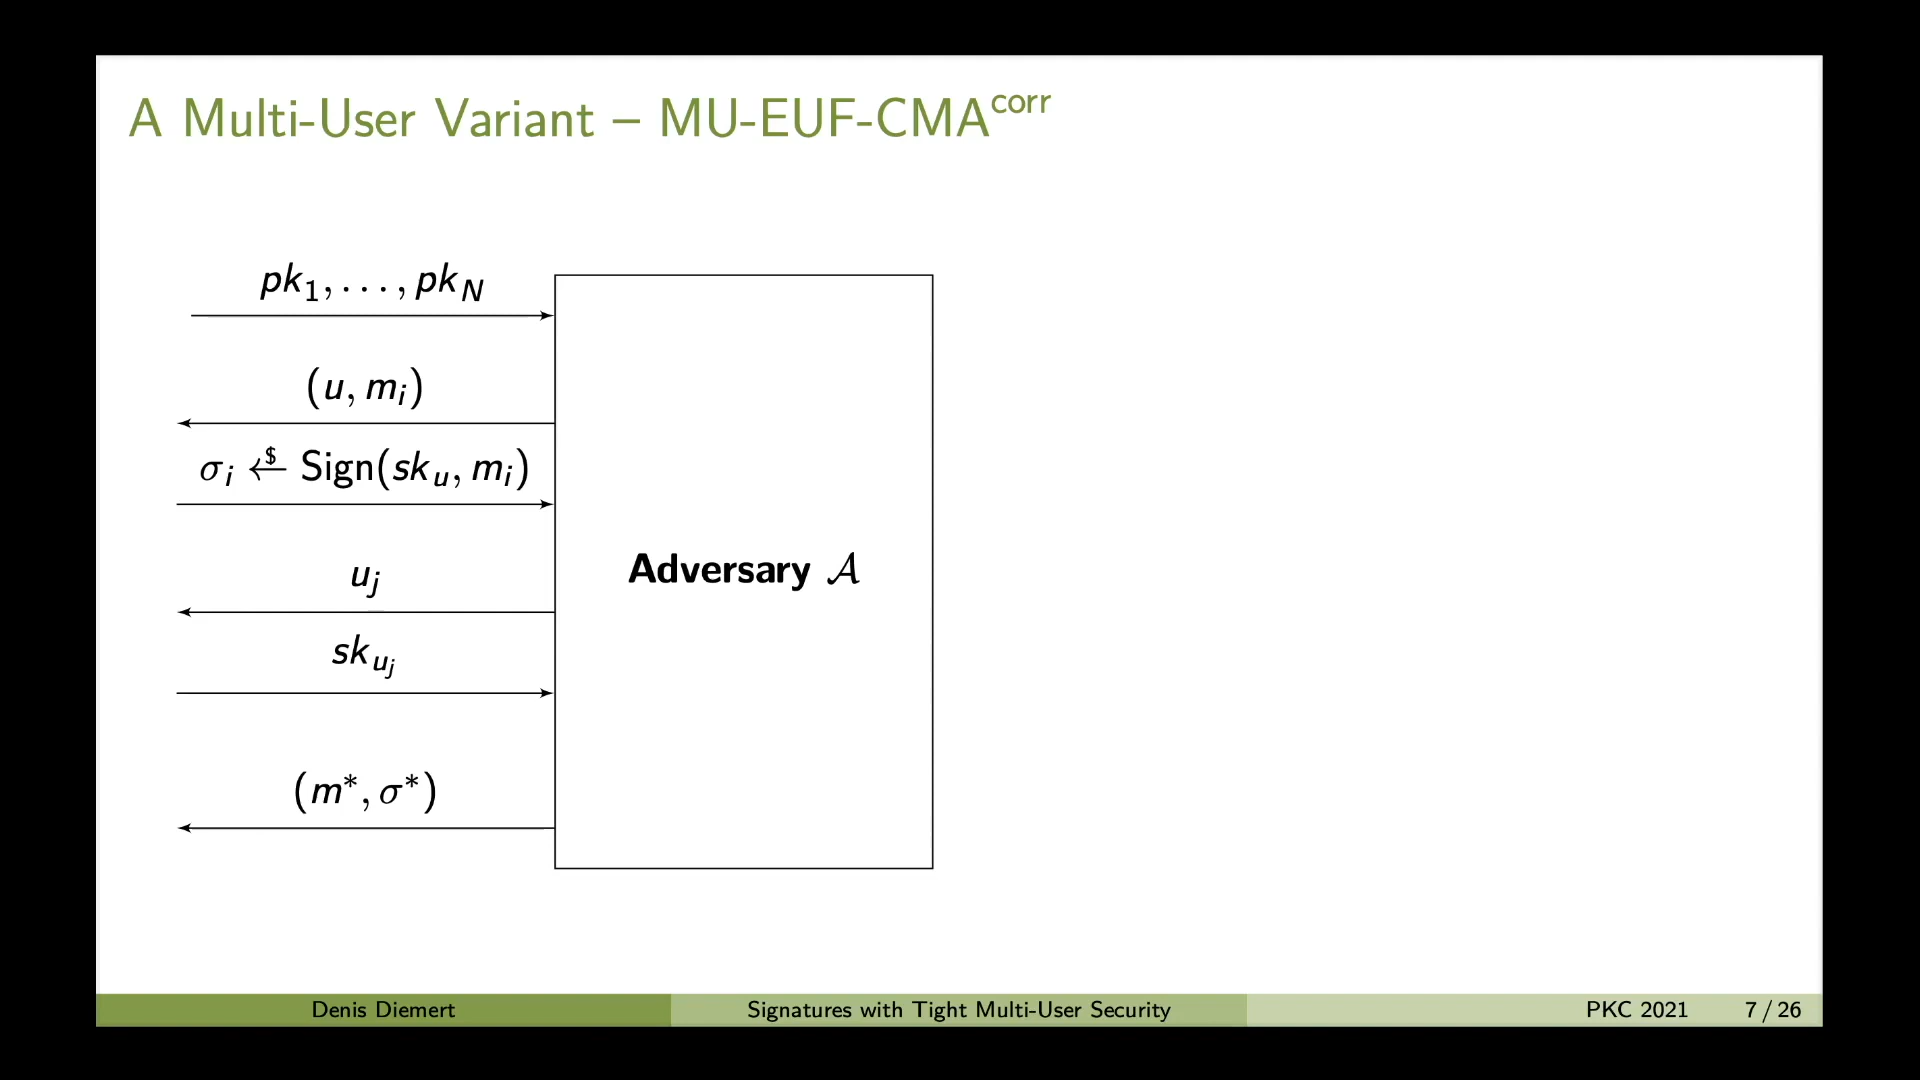 A Multi-User Variant – MU-EUF-CMA^corr
pk_1, . . . , pk_N
(u, m_i)
σ_i ←$ Sign(sk_u, m_i)
u_j
sk_{u_j}
(m*, σ*)
Adversary 𝒜
Denis Diemert
Signatures with Tight Multi-User Security
PKC 2021
7 / 26